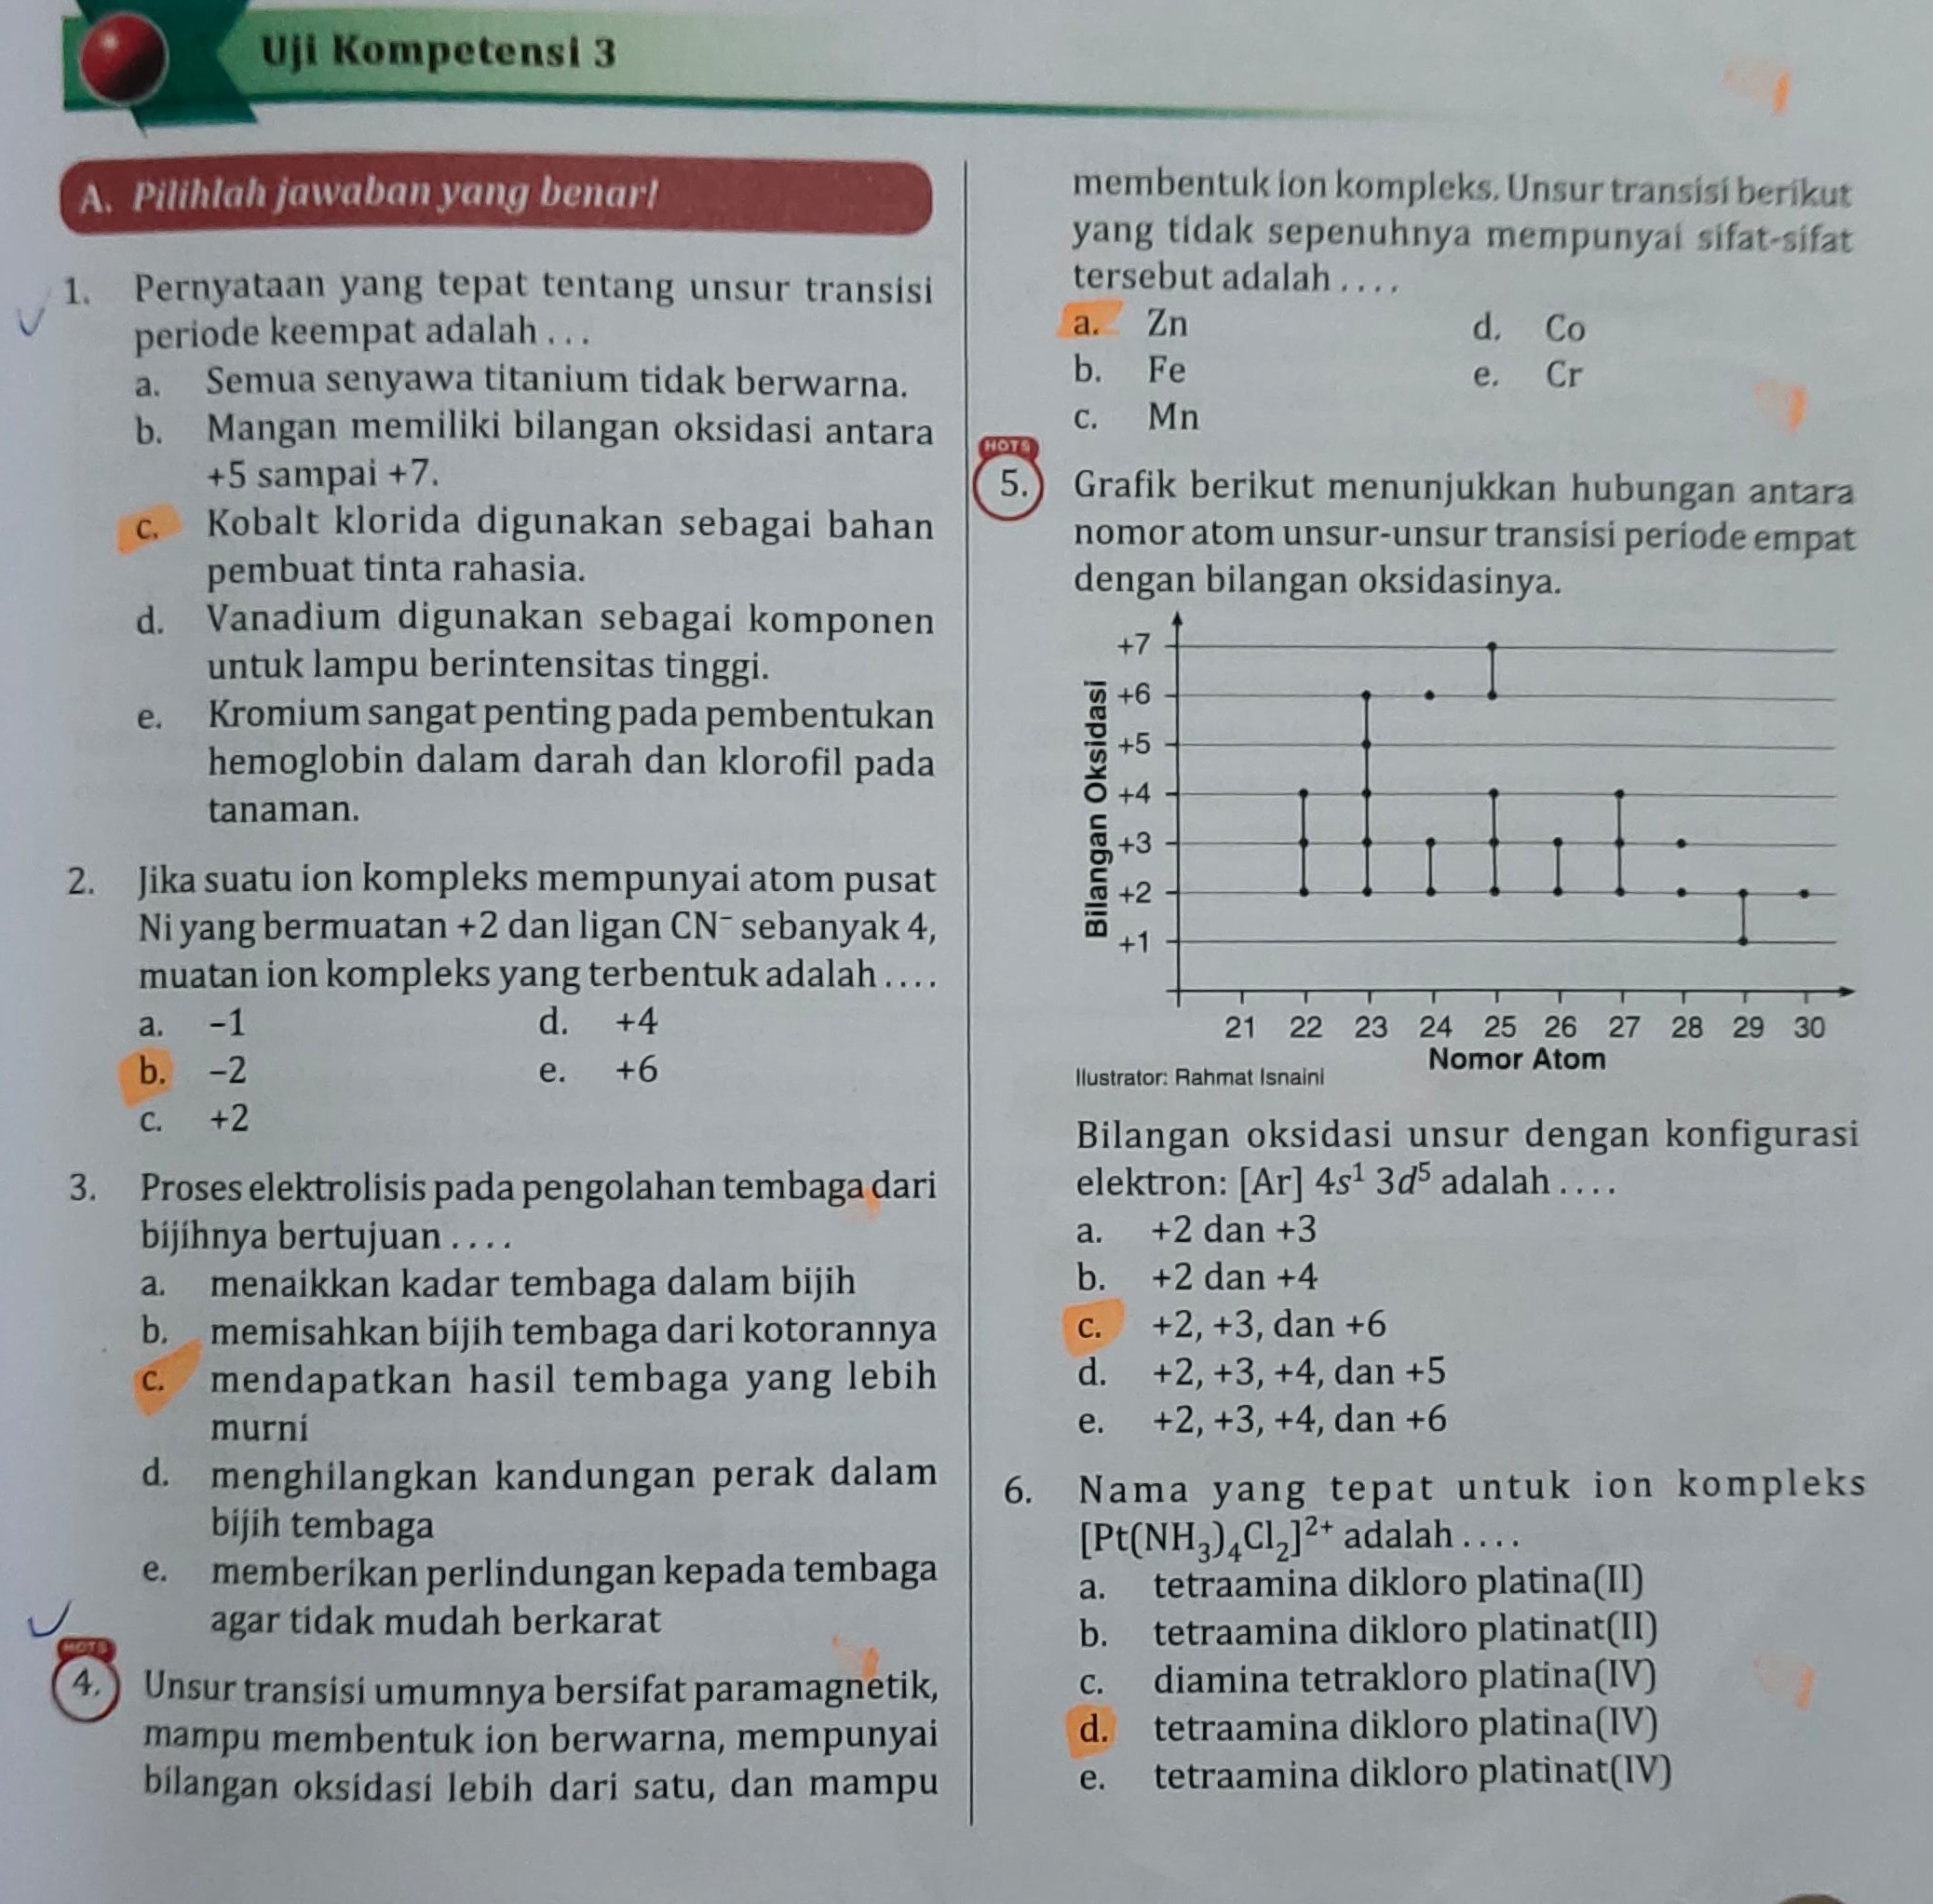 Uji Kompetensi 3
A. Pilihlah jawaban yang benar!
1. Pernyataan yang tepat tentang unsur transisi
periode keempat adalah . . .
a. Semua senyawa titanium tidak berwarna.
b. Mangan memiliki bilangan oksidasi antara
+5 sampai +7.
c. Kobalt klorida digunakan sebagai bahan
pembuat tinta rahasia.
d. Vanadium digunakan sebagai komponen
untuk lampu berintensitas tinggi.
e. Kromium sangat penting pada pembentukan
hemoglobin dalam darah dan klorofil pada
tanaman.
2. Jika suatu ion kompleks mempunyai atom pusat
Ni yang bermuatan +2 dan ligan CN⁻ sebanyak 4,
muatan ion kompleks yang terbentuk adalah . . . .
a. −1 d. +4
b. −2 e. +6
c. +2
3. Proses elektrolisis pada pengolahan tembaga dari
bijihnya bertujuan . . . .
a. menaikkan kadar tembaga dalam bijih
b. memisahkan bijih tembaga dari kotorannya
c. mendapatkan hasil tembaga yang lebih
murni
d. menghilangkan kandungan perak dalam
bijih tembaga
e. memberikan perlindungan kepada tembaga
agar tidak mudah berkarat
HOTS
4. Unsur transisi umumnya bersifat paramagnetik,
mampu membentuk ion berwarna, mempunyai
bilangan oksidasi lebih dari satu, dan mampu
membentuk ion kompleks. Unsur transisi berikut
yang tidak sepenuhnya mempunyai sifat-sifat
tersebut adalah . . . .
a. Zn d. Co
b. Fe e. Cr
c. Mn
HOTS
5. Grafik berikut menunjukkan hubungan antara
nomor atom unsur-unsur transisi periode empat
dengan bilangan oksidasinya.
Bilangan Oksidasi
+7
+6
+5
+4
+3
+2
+1
21 22 23 24 25 26 27 28 29 30
Nomor Atom
Ilustrator: Rahmat Isnaini
Bilangan oksidasi unsur dengan konfigurasi
elektron: [Ar] 4s¹ 3d⁵ adalah . . . .
a. +2 dan +3
b. +2 dan +4
c. +2, +3, dan +6
d. +2, +3, +4, dan +5
e. +2, +3, +4, dan +6
6. Nama yang tepat untuk ion kompleks
[Pt(NH₃)₄Cl₂]²⁺ adalah . . . .
a. tetraamina dikloro platina(II)
b. tetraamina dikloro platinat(II)
c. diamina tetrakloro platina(IV)
d. tetraamina dikloro platina(IV)
e. tetraamina dikloro platinat(IV)